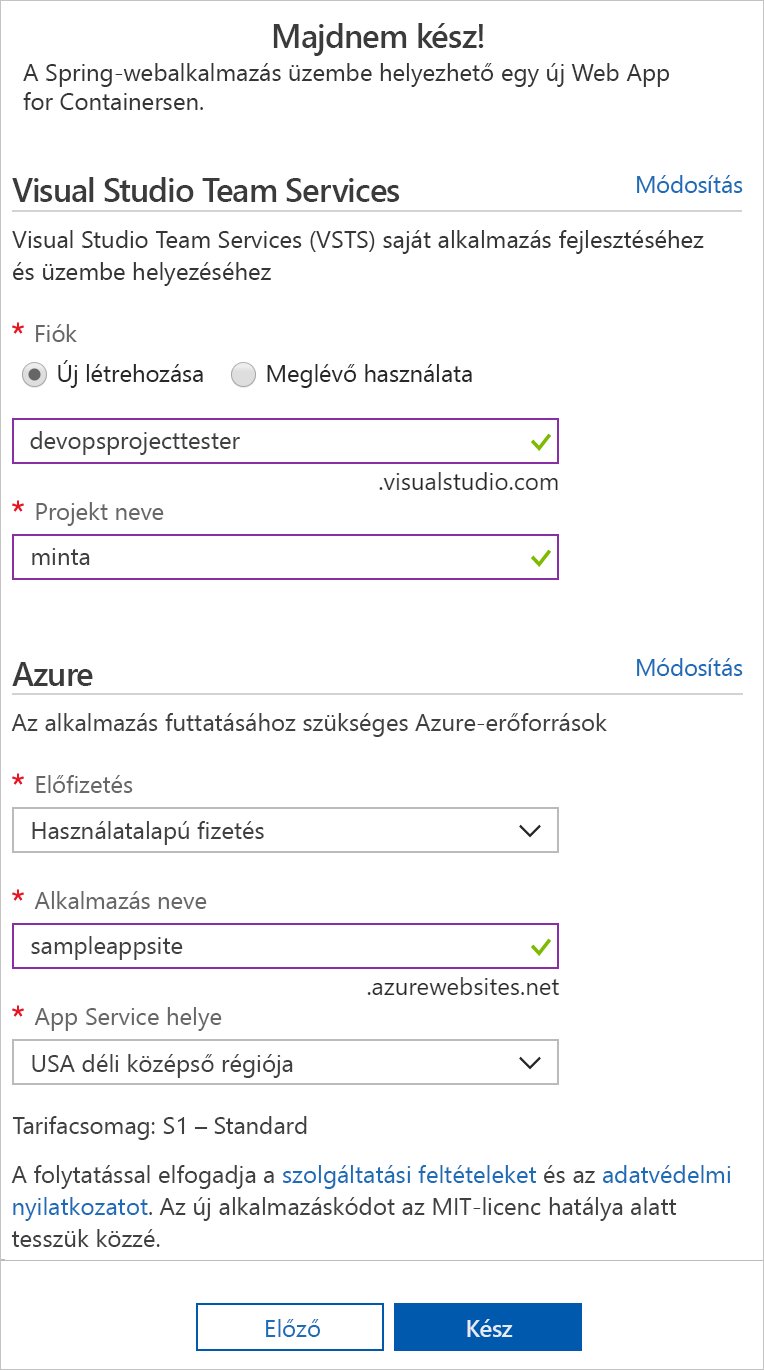 Majdnem kész!
A Spring-webalkalmazás üzembe helyezhető egy új Web App
for Containersen.
Visual Studio Team Services
Módosítás
Visual Studio Team Services (VSTS) saját alkalmazás fejlesztéséhez
és üzembe helyezéséhez
* Fiók
Új létrehozása Meglévő használata
devopsprojecttester
.visualstudio.com
* Projekt neve
minta
Azure
Módosítás
Az alkalmazás futtatásához szükséges Azure-erőforrások
* Előfizetés
Használatalapú fizetés
* Alkalmazás neve
sampleappsite
.azurewebsites.net
* App Service helye
USA déli középső régiója
Tarifacsomag: S1 – Standard
A folytatással elfogadja a szolgáltatási feltételeket és az adatvédelmi
nyilatkozatot. Az új alkalmazáskódot az MIT-licenc hatálya alatt
tesszük közzé.
Előző Kész